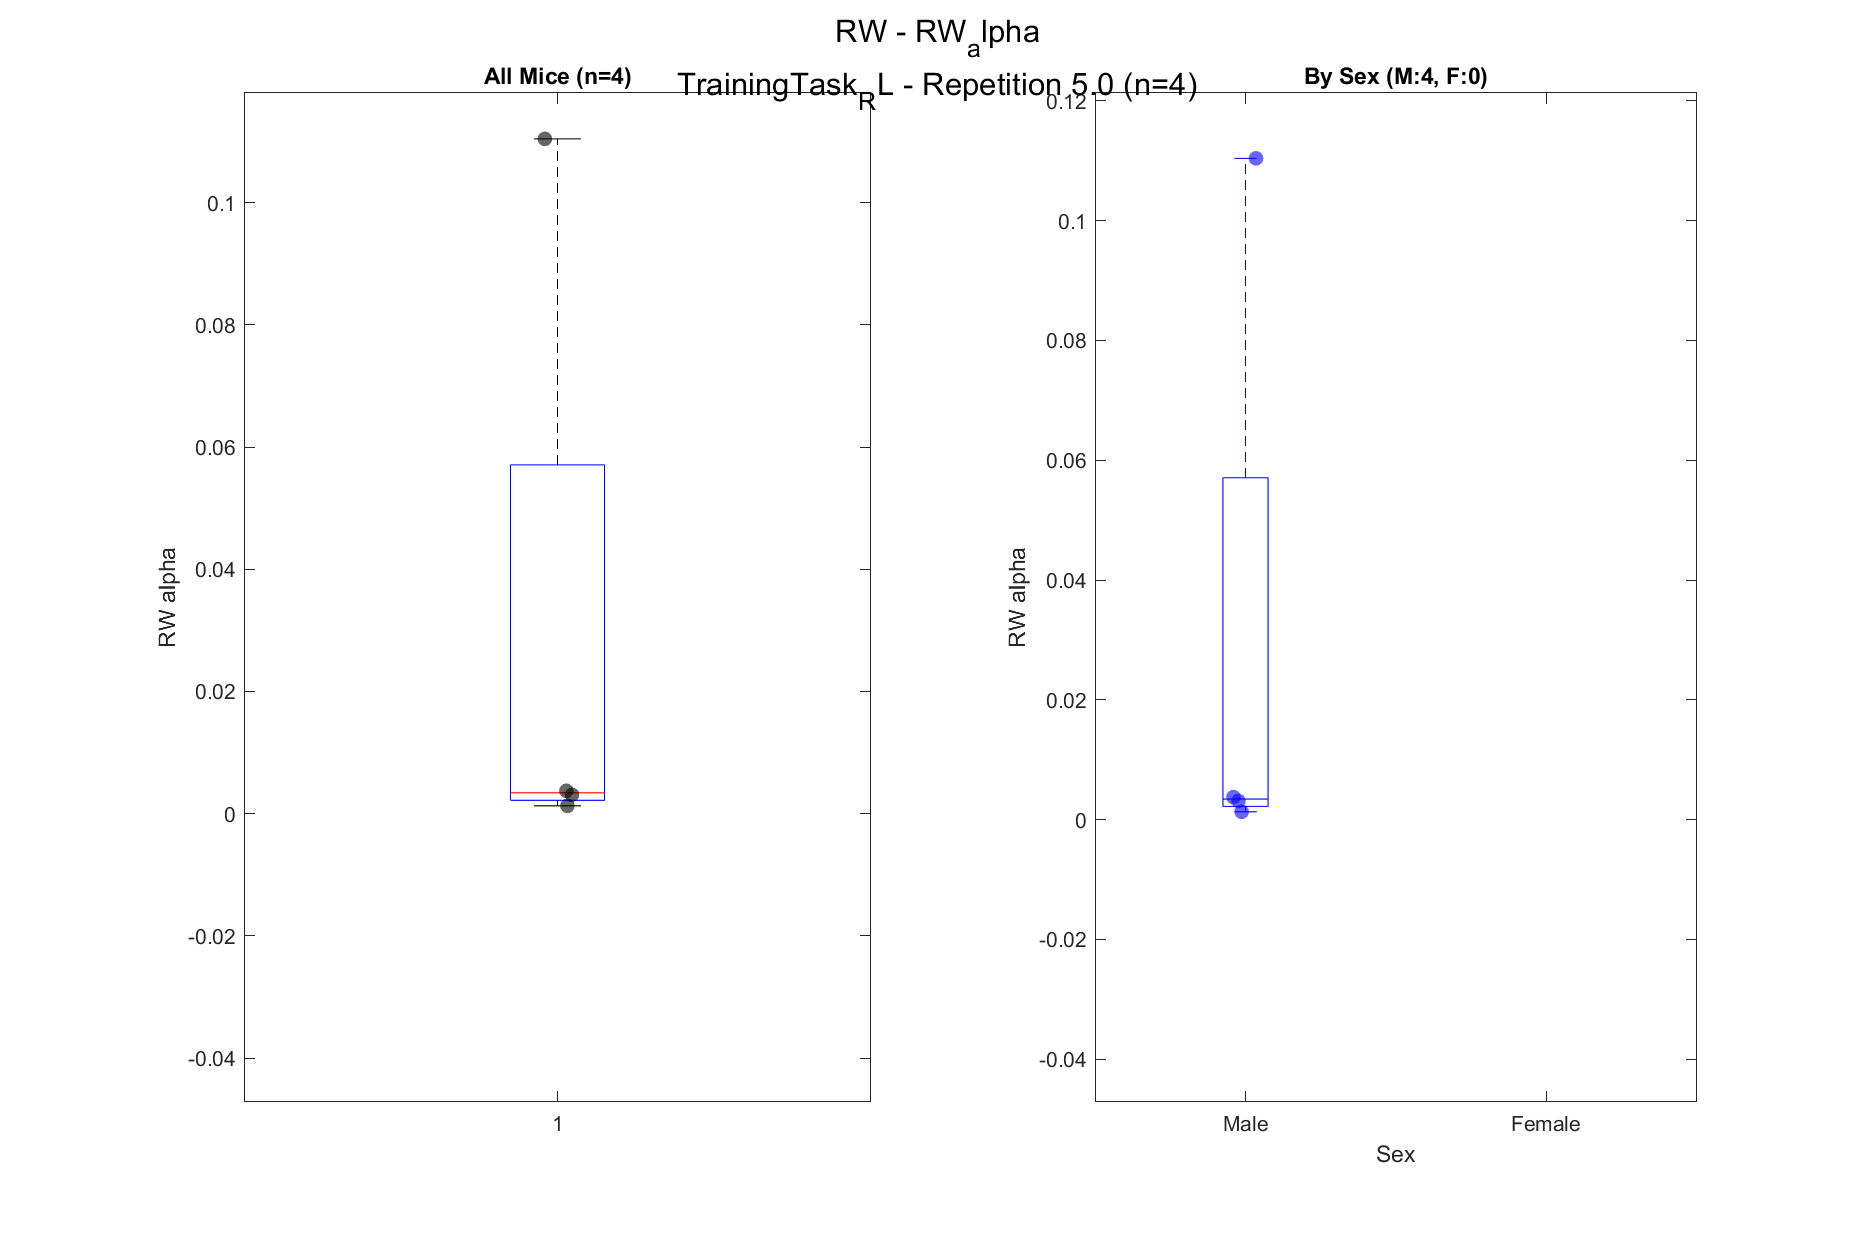 RW - RW_alpha
TrainingTask_RL - Repetition 5.0 (n=4)
All Mice (n=4)
0.1
0.08
0.06
0.04
0.02
0
-0.02
-0.04
RW alpha
1
By Sex (M:4, F:0)
0.12
0.1
0.08
0.06
0.04
0.02
0
-0.02
-0.04
RW alpha
Male Female
Sex